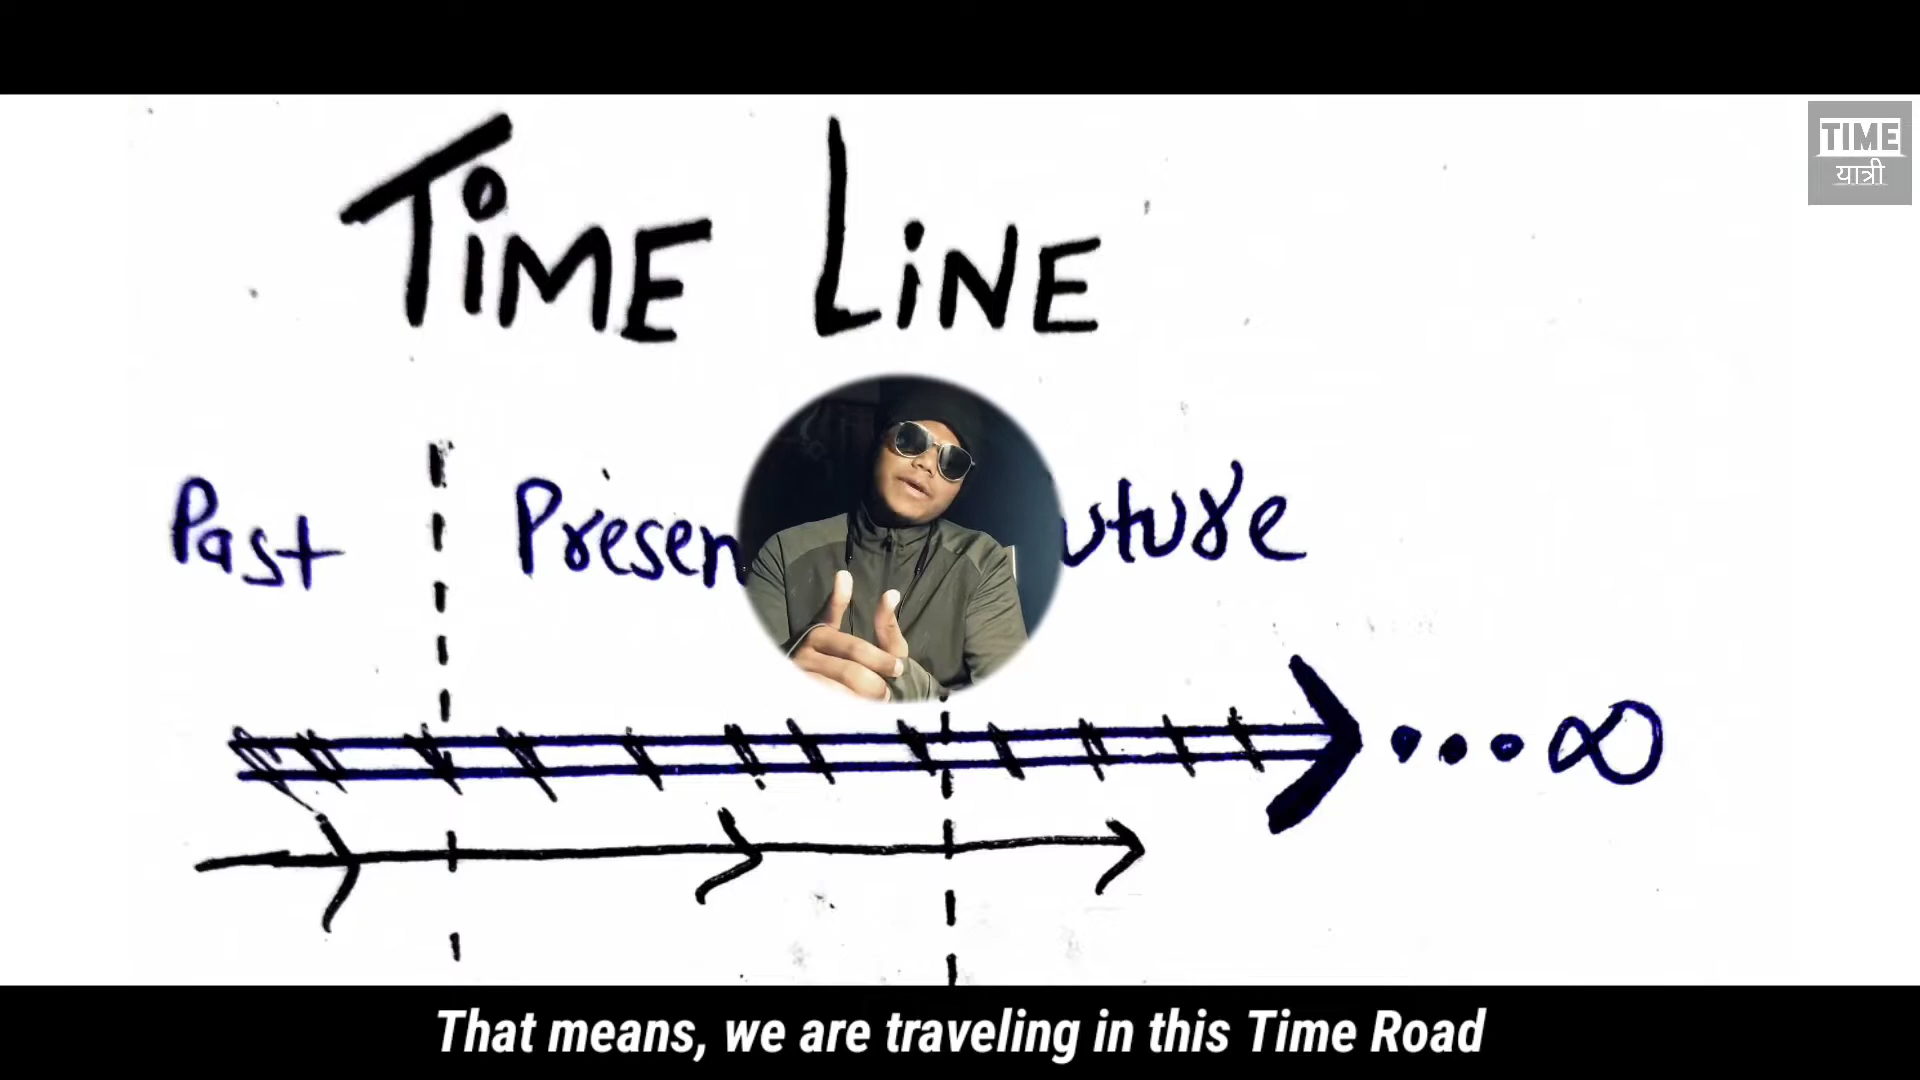 TIME LINE
TIME
यात्री
Past Presen uture
∞
That means, we are traveling in this Time Road